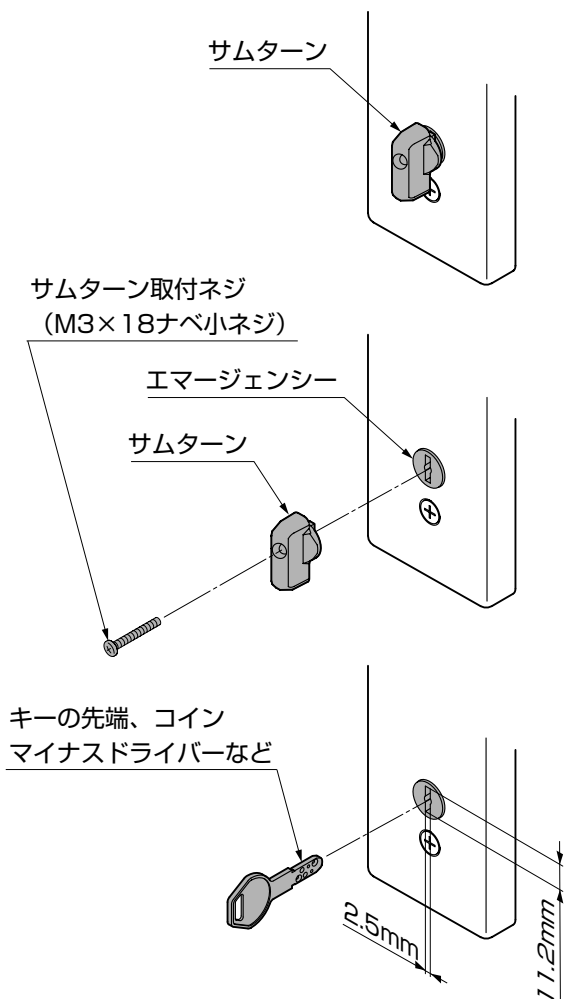 サムターン
サムターン取付ネジ
（M3×18ナベ小ネジ）
エマージェンシー
サムターン
キーの先端、コイン
マイナスドライバーなど
2.5mm
11.2mm